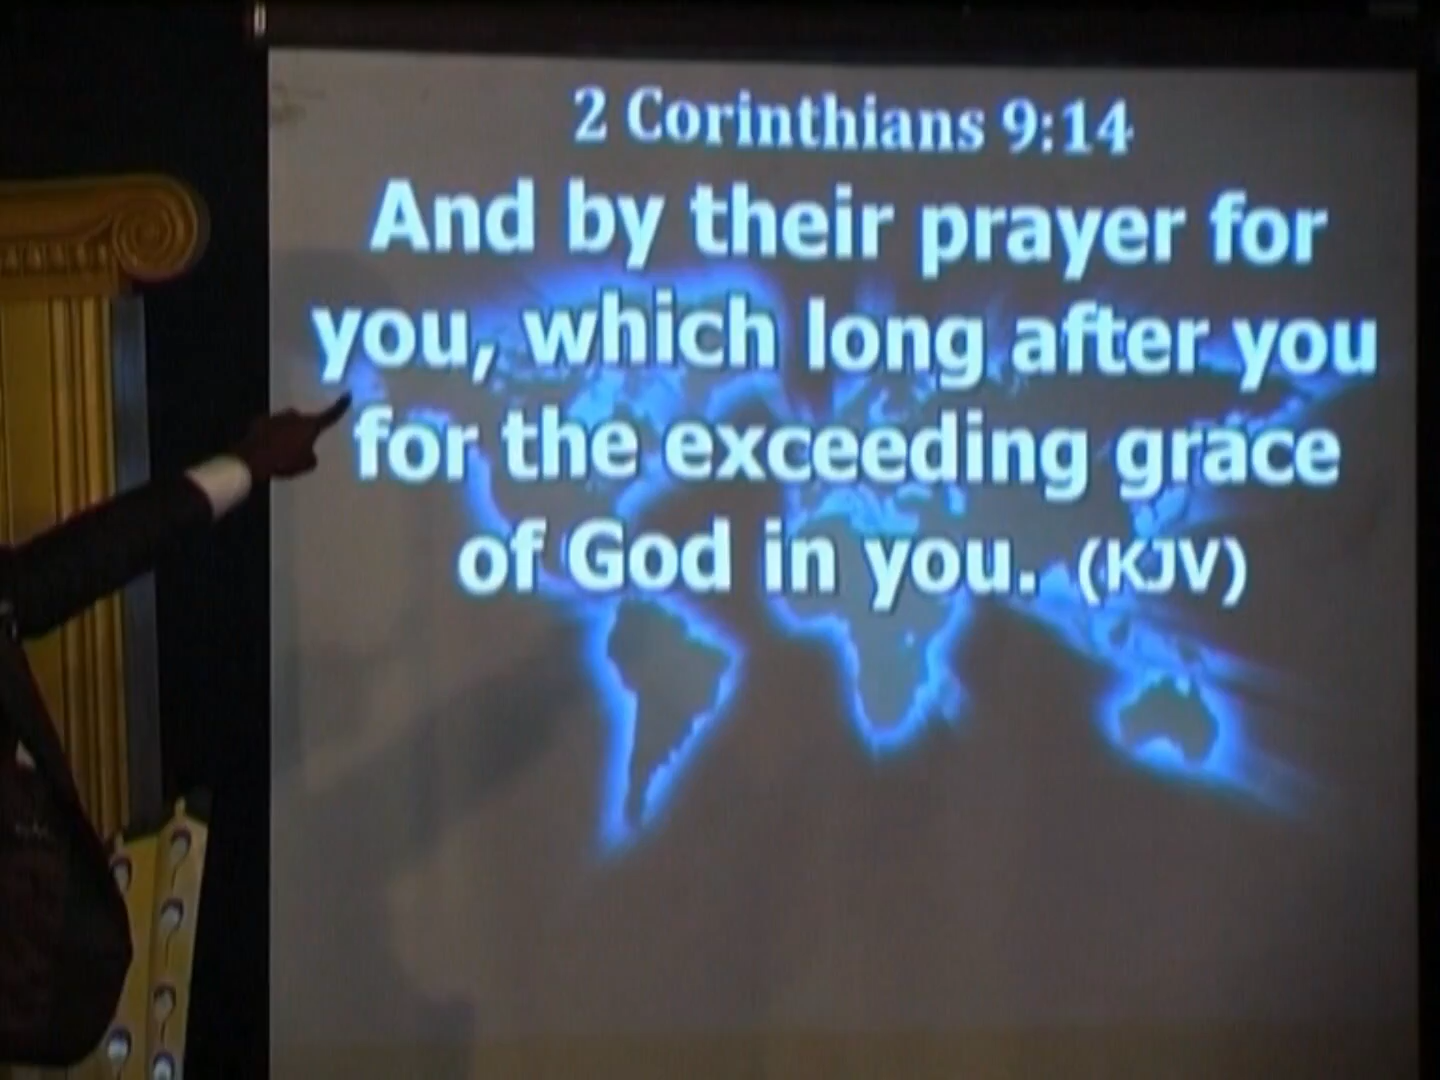 2 Corinthians 9:14
And by their prayer for
you, which long after you
for the exceeding grace
of God in you. (KJV)